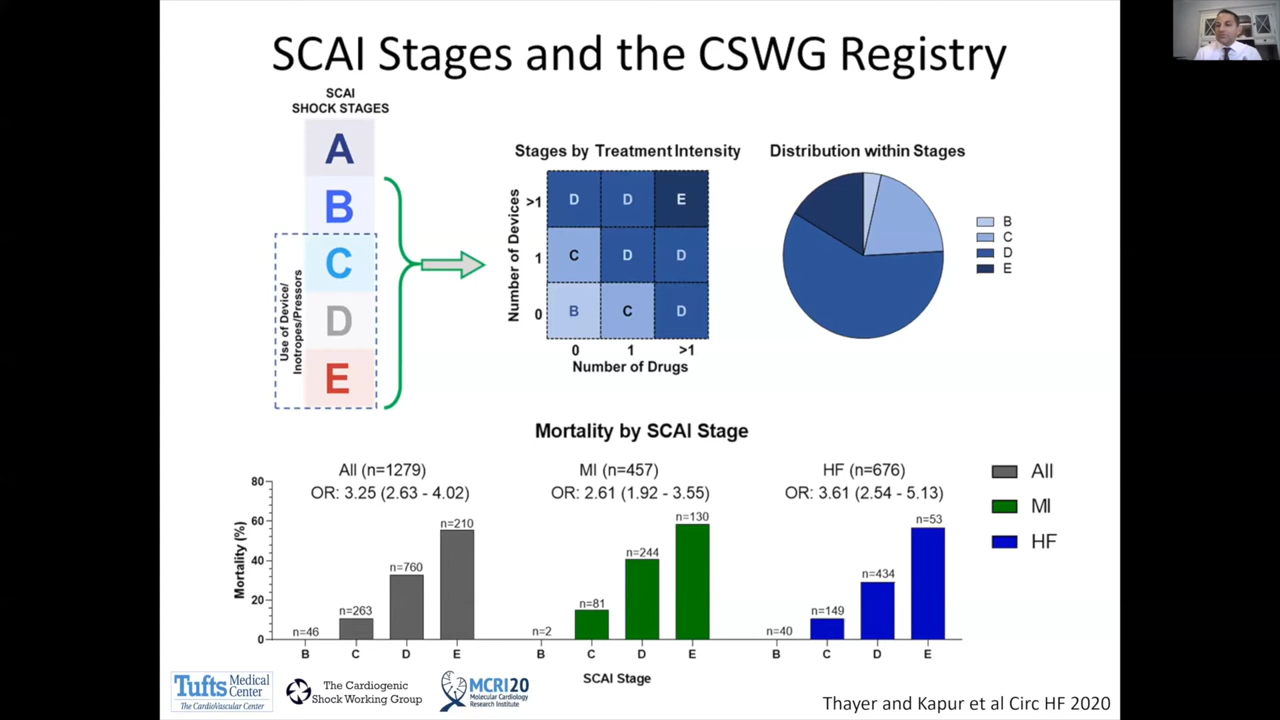 SCAI Stages and the CSWG Registry
SCAI
SHOCK STAGES
A
B
C
D
E
Use of Device/
Inotropes/Pressors
Stages by Treatment Intensity
Number of Devices
>1
D
D
E
1
C
D
D
0
B
C
D
0
1
>1
Number of Drugs
Distribution within Stages
B
C
D
E
Mortality by SCAI Stage
All (n=1279)
OR: 3.25 (2.63 - 4.02)
MI (n=457)
OR: 2.61 (1.92 - 3.55)
HF (n=676)
OR: 3.61 (2.54 - 5.13)
All
MI
HF
Mortality (%)
80
60
40
20
0
n=46
n=263
n=760
n=210
n=2
n=81
n=244
n=130
n=40
n=149
n=434
n=53
B
C
D
E
B
C
D
E
B
C
D
E
SCAI Stage
Tufts Medical
Center
The CardioVascular Center
The Cardiogenic
Shock Working Group
MCRI20
Molecular Cardiology
Research Institute
Thayer and Kapur et al Circ HF 2020